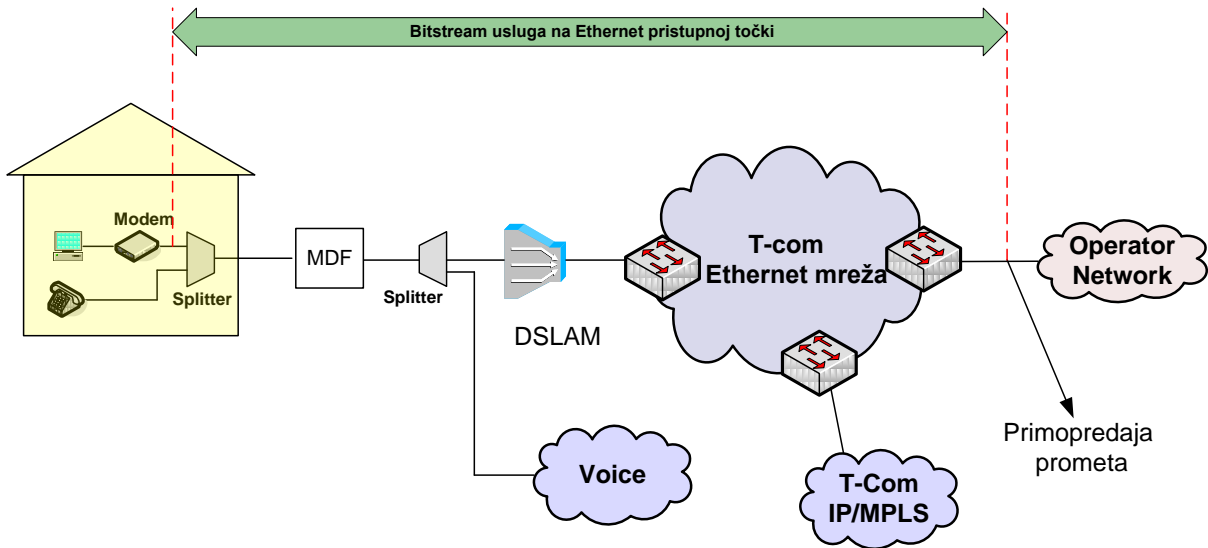 Bitstream usluga na Ethernet pristupnoj točki
Modem
Splitter
MDF
Splitter
DSLAM
T-com
Ethernet mreža
Operator
Network
Primopredaja
prometa
Voice
T-Com
IP/MPLS